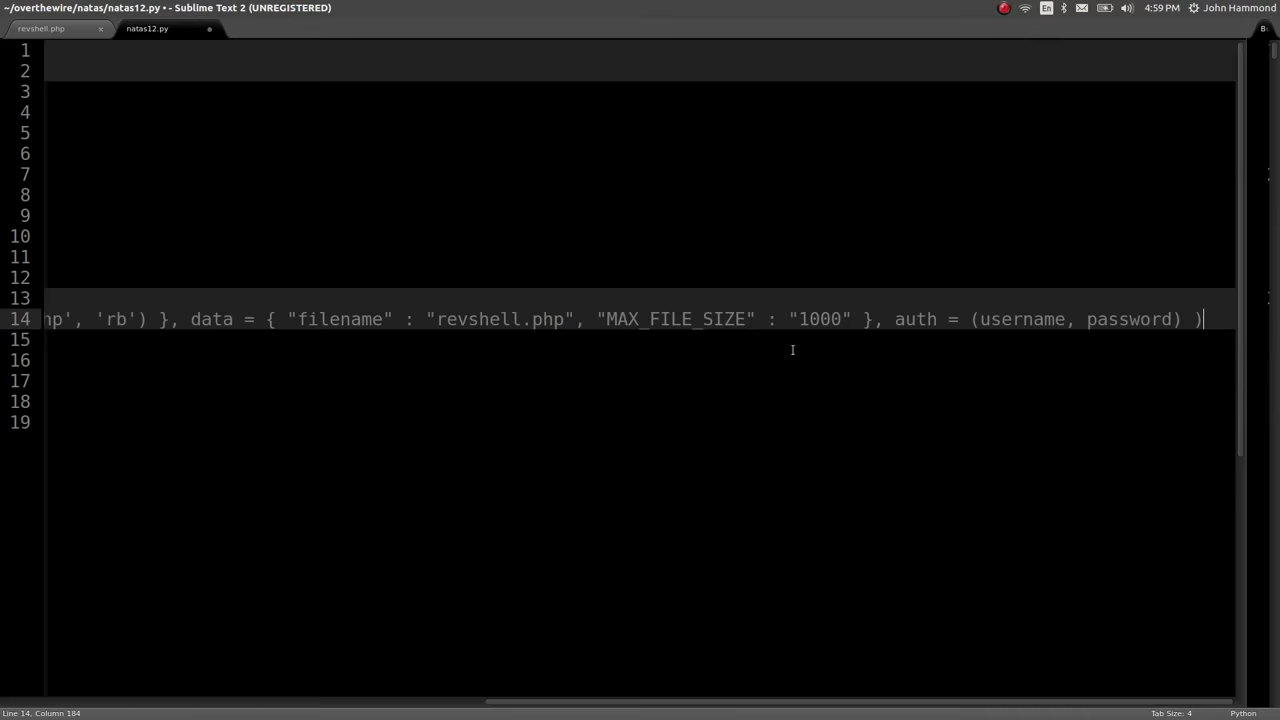 ~/overthewire/natas/natas12.py • - Sublime Text 2 (UNREGISTERED)
En
4:59 PM
John Hammond
revshell.php
natas12.py
1
2
3
4
5
6
7
8
9
10
11
12
13
14 hp', 'rb') }, data = { "filename" : "revshell.php", "MAX_FILE_SIZE" : "1000" }, auth = (username, password) )
15
16
17
18
19
Line 14, Column 184
Tab Size: 4
Python